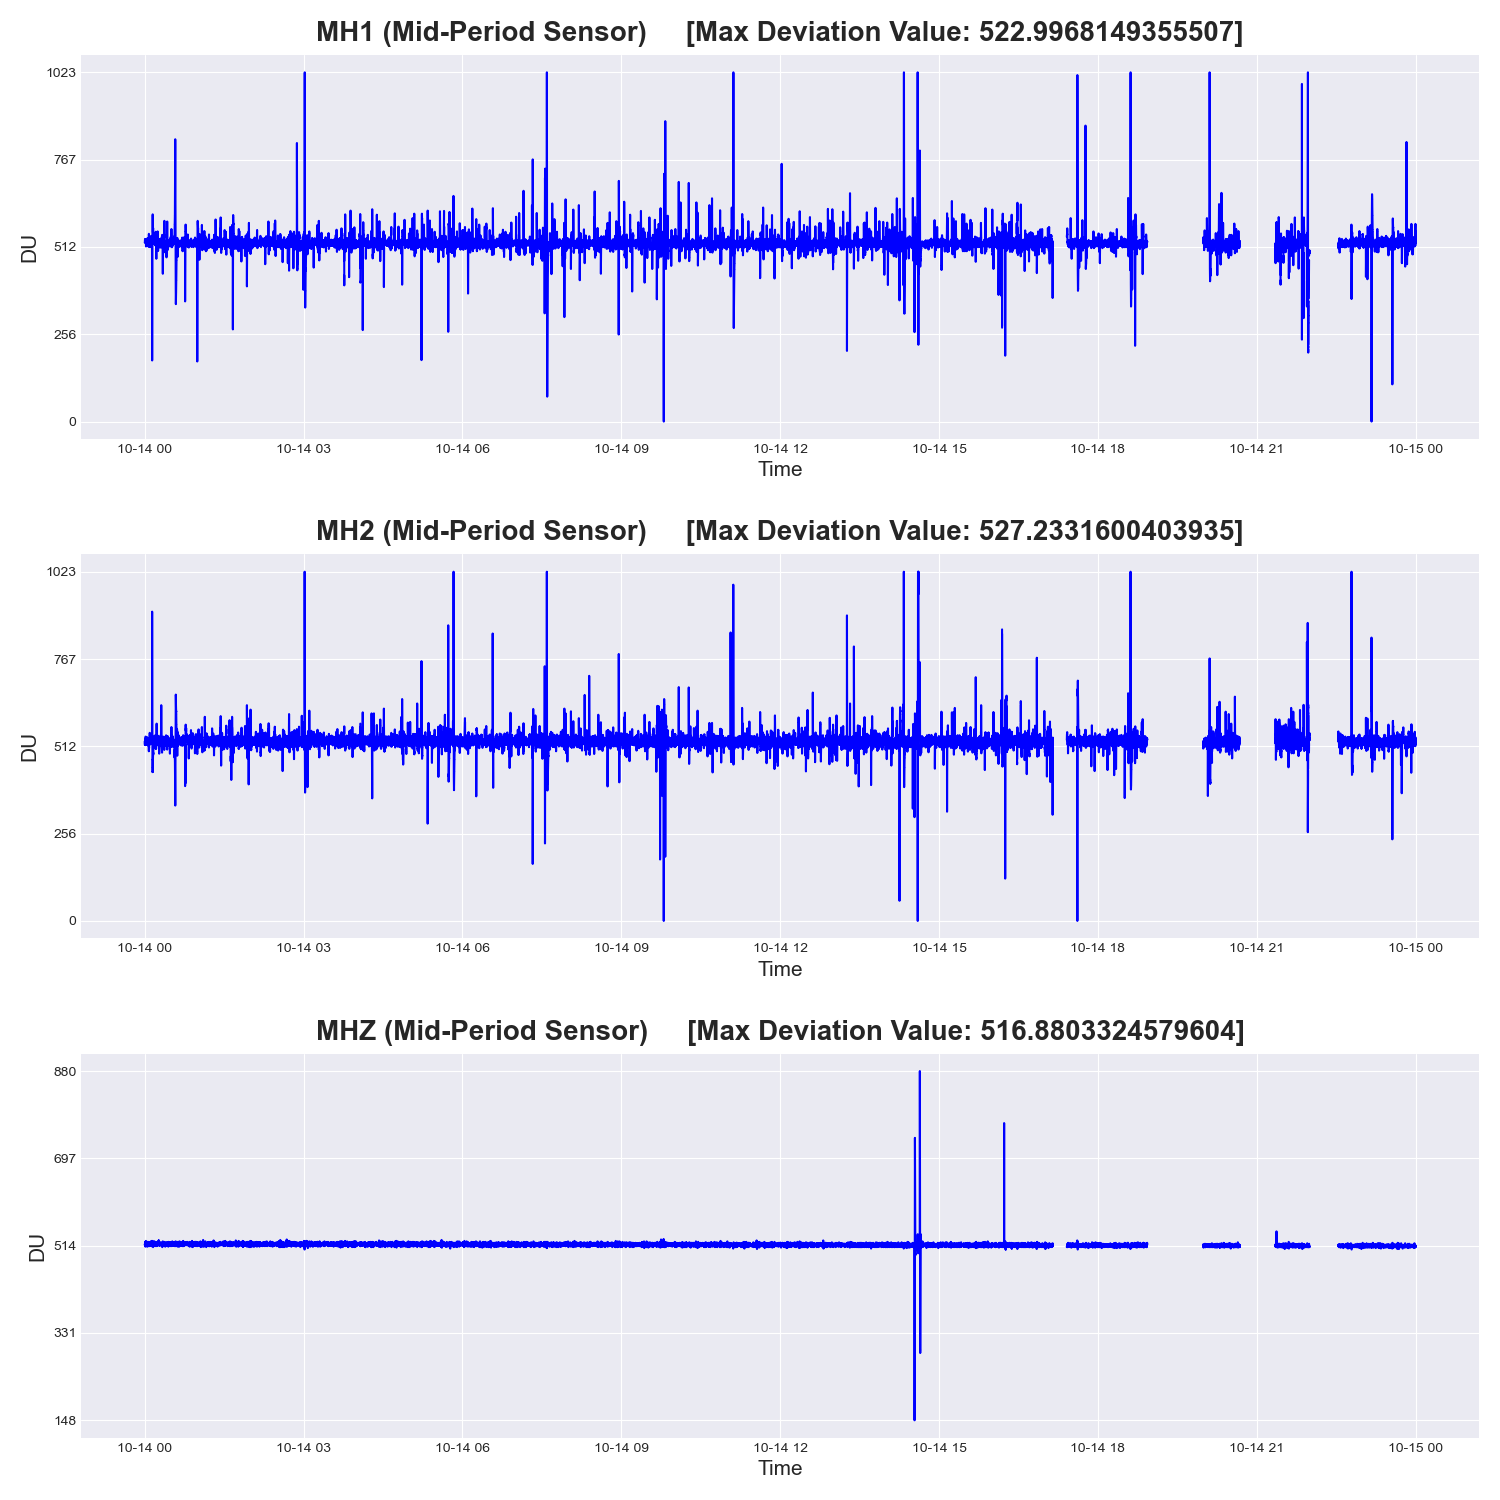 MH1 (Mid-Period Sensor) [Max Deviation Value: 522.9968149355507]
1023
767
512
256
0
DU
10-14 00 10-14 03 10-14 06 10-14 09 10-14 12 10-14 15 10-14 18 10-14 21 10-15 00
Time
MH2 (Mid-Period Sensor) [Max Deviation Value: 527.2331600403935]
1023
767
512
256
0
DU
10-14 00 10-14 03 10-14 06 10-14 09 10-14 12 10-14 15 10-14 18 10-14 21 10-15 00
Time
MHZ (Mid-Period Sensor) [Max Deviation Value: 516.8803324579604]
880
697
514
331
148
DU
10-14 00 10-14 03 10-14 06 10-14 09 10-14 12 10-14 15 10-14 18 10-14 21 10-15 00
Time